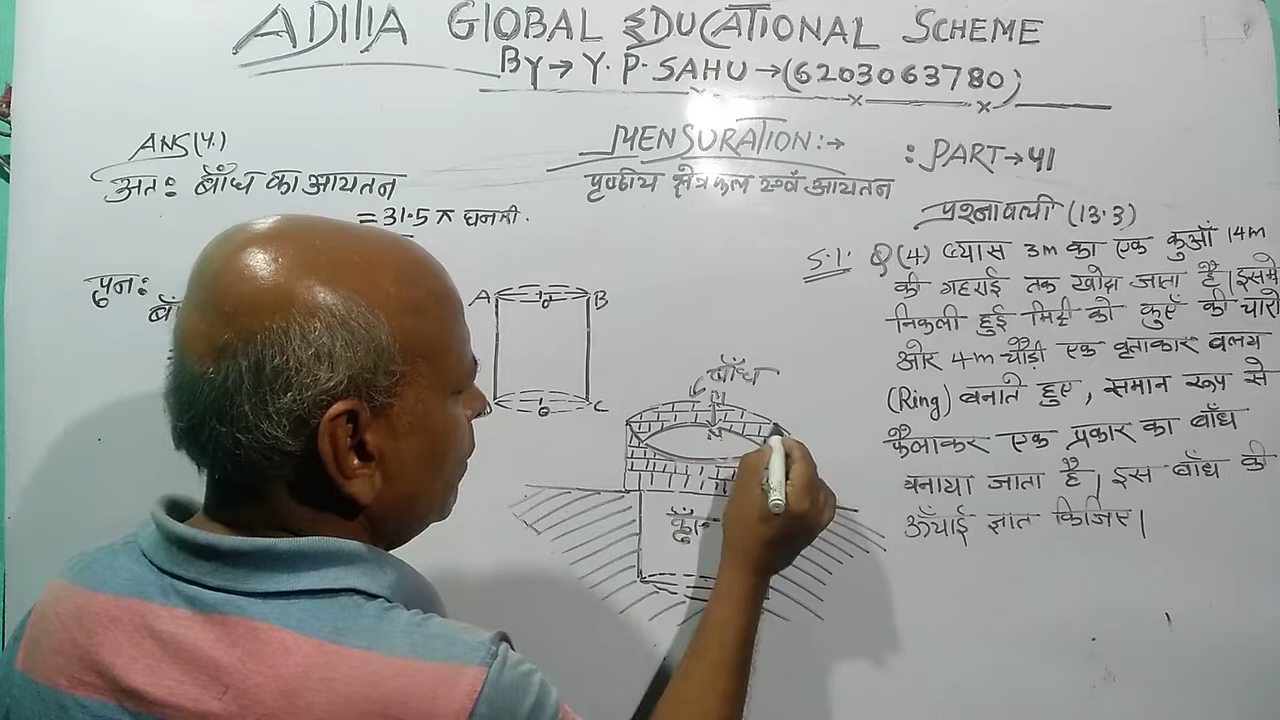 ADITIA GLOBAL EDUCATIONAL SCHEME
BY→ Y. P. SAHU →(6203063780)
MENSURATION:→
: PART→41
पृष्ठीय क्षेत्रफल एवं आयतन
ANS(4.)
अतः बाँध का आयतन
= 31.5 π घनमी.
पुनः
बाँ
प्रश्नावली (13.3)
S.1. Q(4) व्यास 3m का एक कुआँ 14m
की गहराई तक खोदा जाता है। इसमें
निकली हुई मिट्टी को कुएँ की चारो
ओर 4m चौड़ी एक वृताकार वलय
(Ring) बनाते हुए, समान रूप से
फैलाकर एक प्रकार का बाँध
बनाया जाता है। इस बाँध की
ऊँचाई ज्ञात किजिए।
A B
C
बाँध
M
N
कुँआ